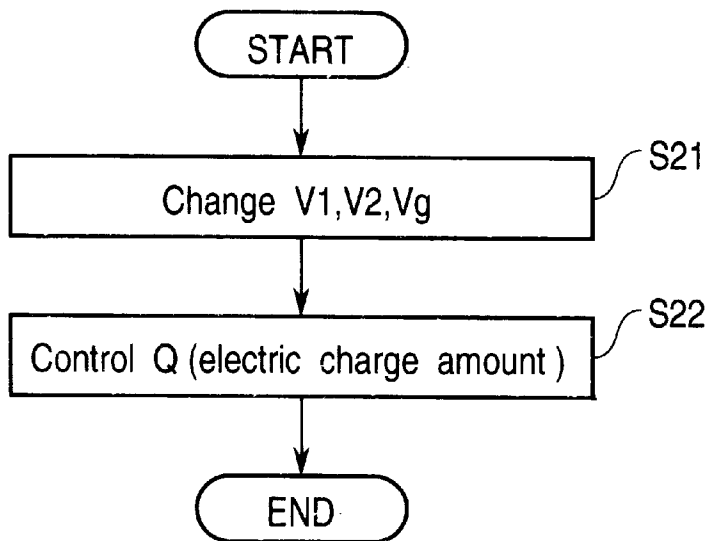 START
S21
Change V1,V2,Vg
S22
Control Q (electric charge amount)
END